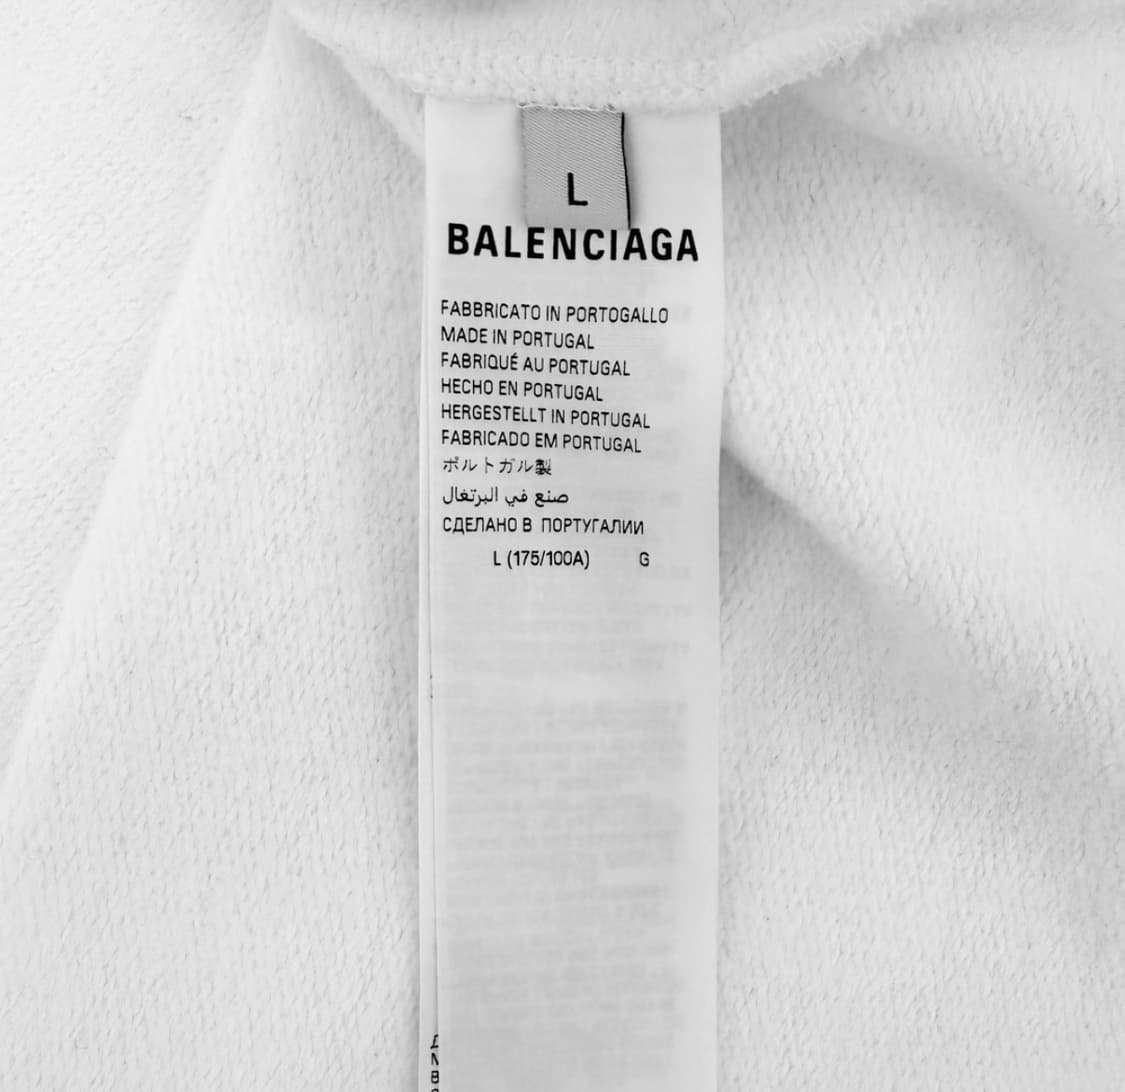 L
BALENCIAGA
FABBRICATO IN PORTOGALLO
MADE IN PORTUGAL
FABRIQUÉ AU PORTUGAL
HECHO EN PORTUGAL
HERGESTELLT IN PORTUGAL
FABRICADO EM PORTUGAL
ポルトガル製
صنع في البرتغال
СДЕЛАНО В ПОРТУГАЛИИ
L (175/100A) G